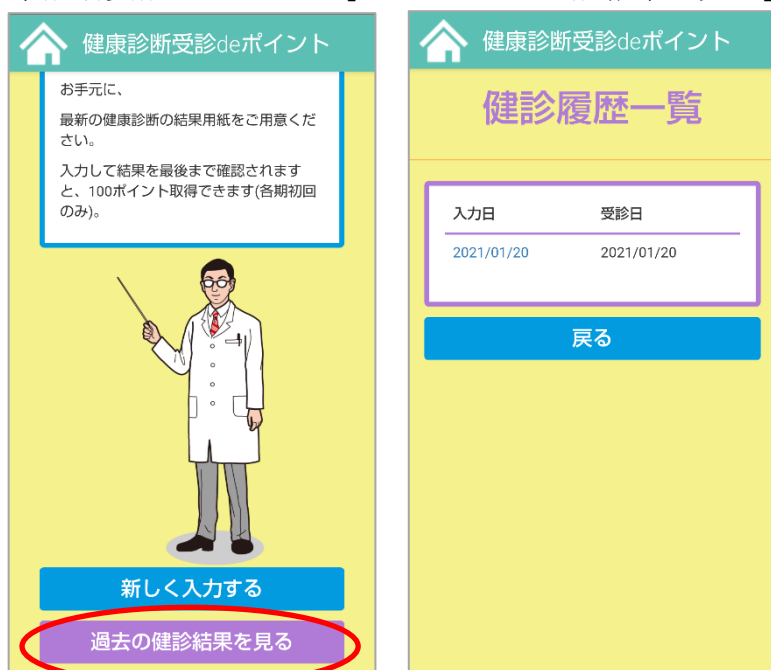 健康診断受診deポイント
お手元に、
最新の健康診断の結果用紙をご用意くだ
さい。
入力して結果を最後まで確認されます
と、100ポイント取得できます(各期初回
のみ)。
新しく入力する
過去の健診結果を見る
健康診断受診deポイント
健診履歴一覧
入力日 受診日
2021/01/20 2021/01/20
戻る